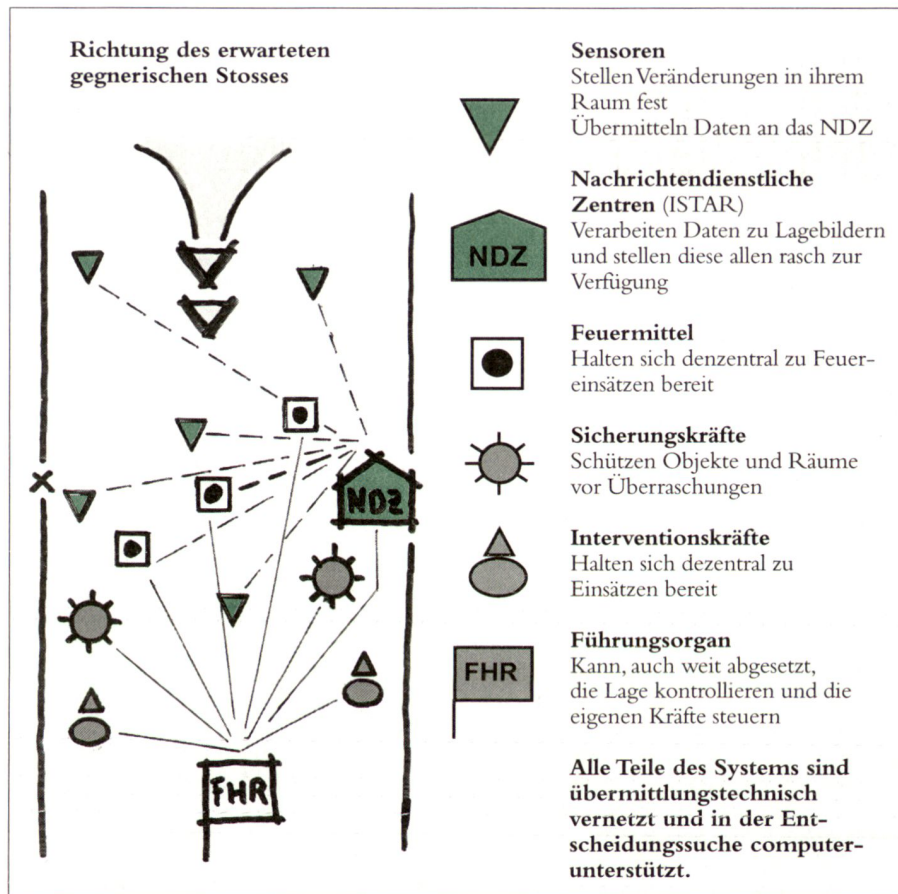 Richtung des erwarteten
gegnerischen Stosses
NDZ
FHR
Sensoren
Stellen Veränderungen in ihrem
Raum fest
Übermitteln Daten an das NDZ
Nachrichtendienstliche
Zentren (ISTAR)
Verarbeiten Daten zu Lagebildern
und stellen diese allen rasch zur
Verfügung
NDZ
Feuermittel
Halten sich denzentral zu Feuer-
einsätzen bereit
Sicherungskräfte
Schützen Objekte und Räume
vor Überraschungen
Interventionskräfte
Halten sich dezentral zu
Einsätzen bereit
Führungsorgan
Kann, auch weit abgesetzt,
die Lage kontrollieren und die
eigenen Kräfte steuern
FHR
Alle Teile des Systems sind
übermittlungstechnisch
vernetzt und in der Ent-
scheidungssuche computer-
unterstützt.